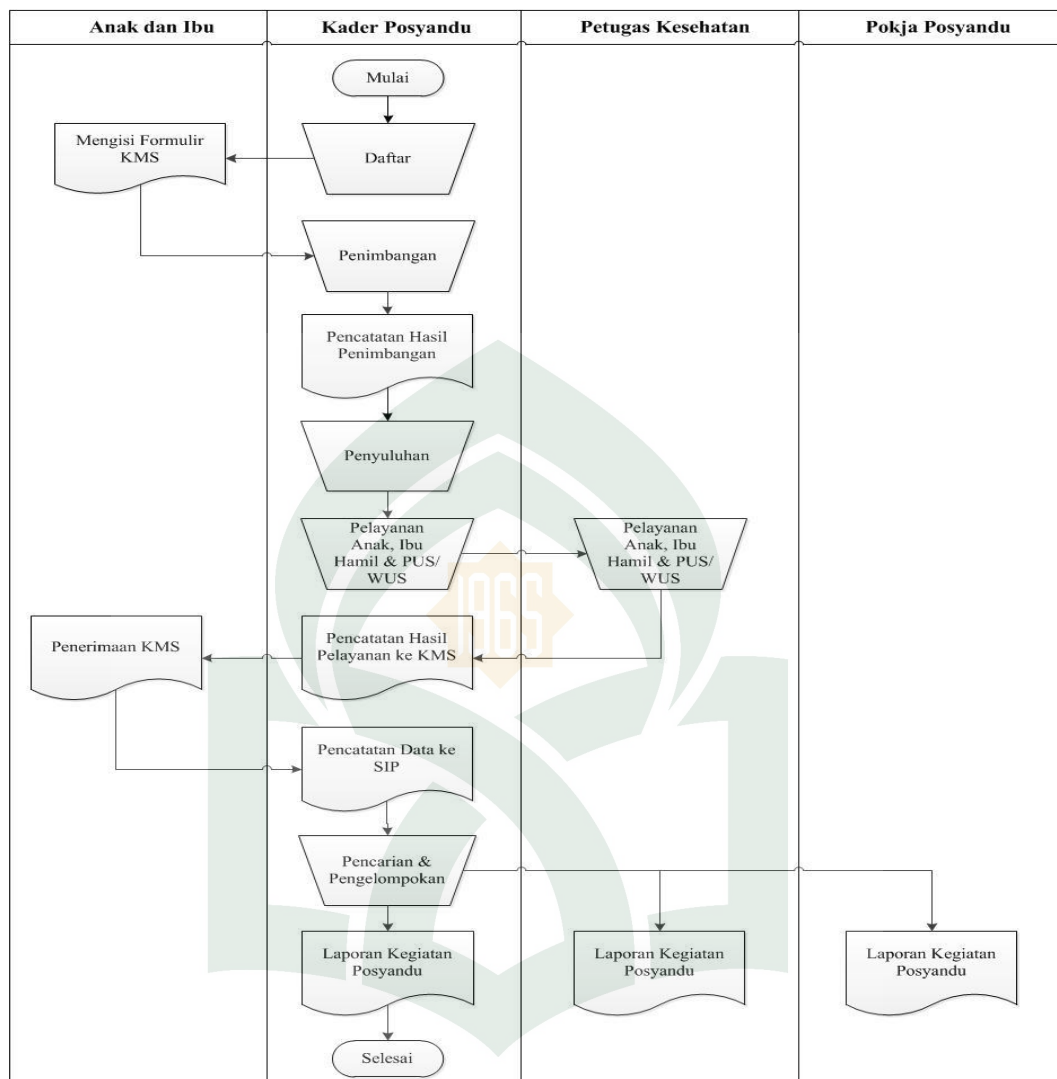 Anak dan Ibu
Kader Posyandu
Petugas Kesehatan
Pokja Posyandu
Mulai
Daftar
Mengisi Formulir
KMS
Penimbangan
Pencatatan Hasil
Penimbangan
Penyuluhan
Pelayanan
Anak, Ibu
Hamil & PUS/
WUS
Pelayanan
Anak, Ibu
Hamil & PUS/
WUS
Pencatatan Hasil
Pelayanan ke KMS
Penerimaan KMS
Pencatatan Data ke
SIP
Pencarian &
Pengelompokan
Laporan Kegiatan
Posyandu
Laporan Kegiatan
Posyandu
Laporan Kegiatan
Posyandu
Selesai
1965